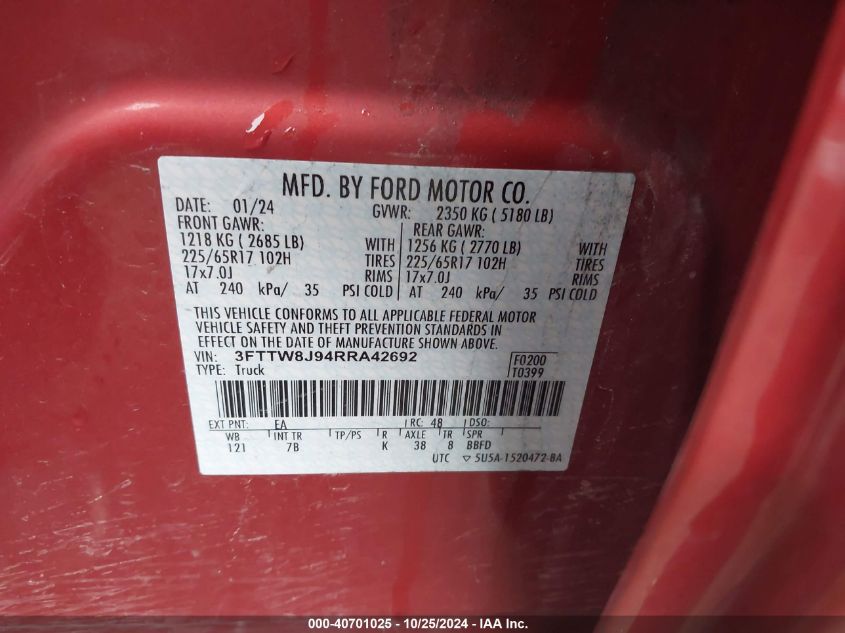 MFD. BY FORD MOTOR CO.
DATE: 01/24 GVWR: 2350 KG ( 5180 LB)
FRONT GAWR: REAR GAWR:
1218 KG ( 2685 LB) WITH 1256 KG ( 2770 LB) WITH
225/65R17 102H TIRES 225/65R17 102H TIRES
17x7.0J RIMS 17x7.0J RIMS
AT 240 kPa/ 35 PSI COLD AT 240 kPa/ 35 PSI COLD
THIS VEHICLE CONFORMS TO ALL APPLICABLE FEDERAL MOTOR
VEHICLE SAFETY AND THEFT PREVENTION STANDARDS IN
EFFECT ON THE DATE OF MANUFACTURE SHOWN ABOVE.
VIN: 3FTTW8J94RRA42692 F0200
TYPE: Truck T0399
EXT PNT: EA RC: 48 DSO:
WB INT TR TP/PS R AXLE TR SPR
121 7B K 38 8 BBFD
UTC ▽ 5U5A-1520472-BA
000-40701025 - 10/25/2024 - IAA Inc.